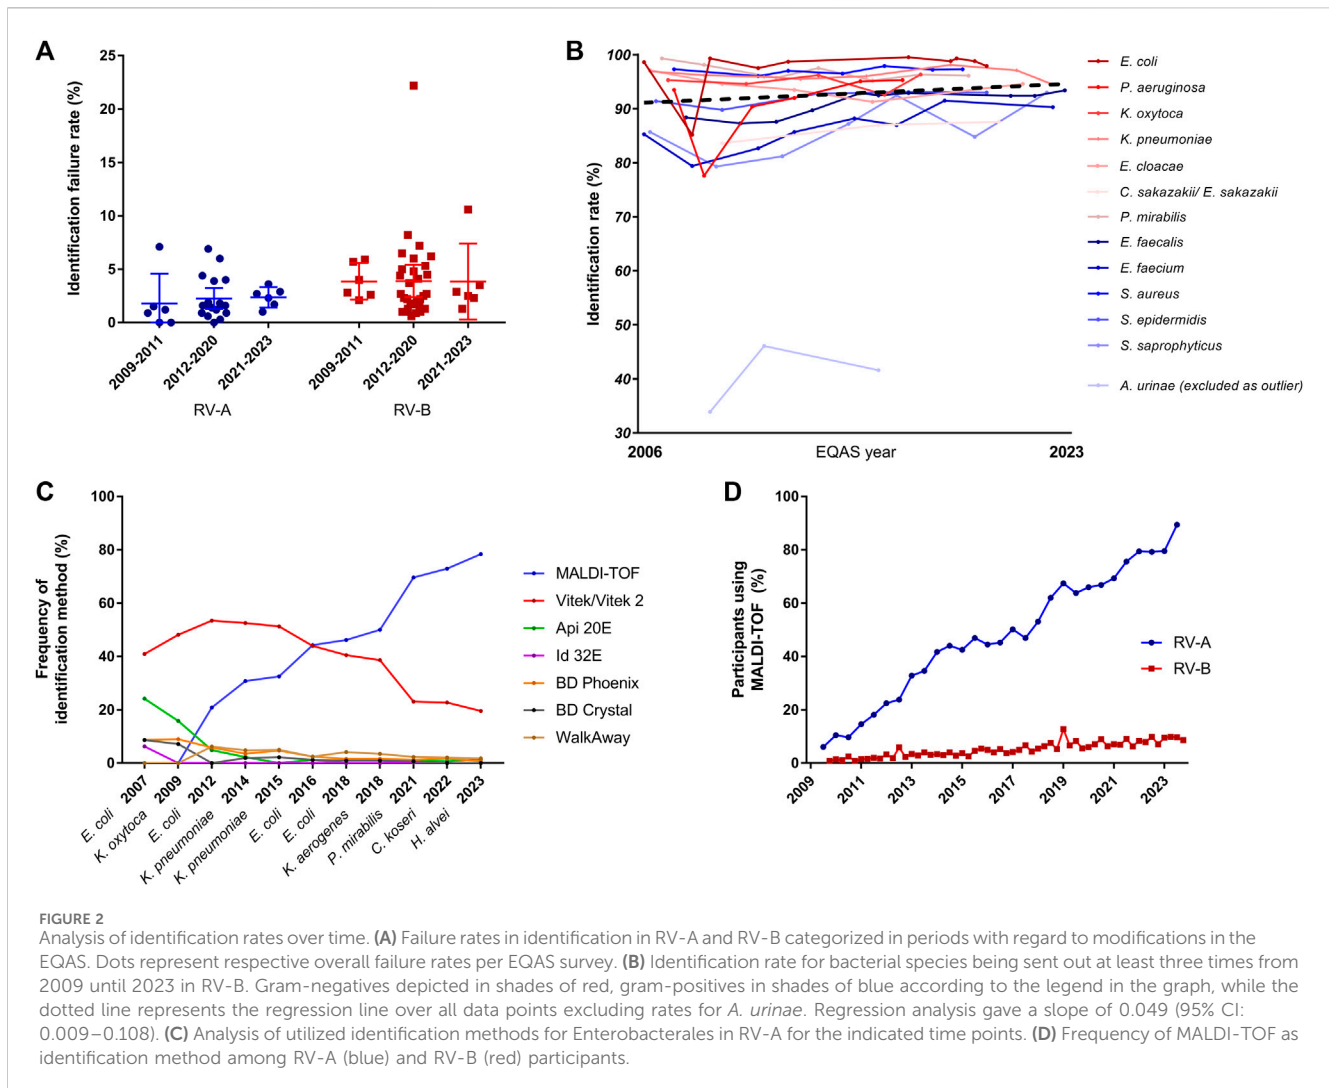 A
Identification failure rate (%)
25
20
15
10
5
0
2009-2011
2012-2020
2021-2023
2009-2011
2012-2020
2021-2023
RV-A
RV-B
B
Identification rate (%)
100
90
80
70
60
50
40
30
2006
EQAS year
2023
E. coli
P. aeruginosa
K. oxytoca
K. pneumoniae
E. cloacae
C. sakazakii/ E. sakazakii
P. mirabilis
E. faecalis
E. faecium
S. aureus
S. epidermidis
S. saprophyticus
A. urinae (excluded as outlier)
C
Frequency of
identification method (%)
100
80
60
40
20
0
E. coli 2007
K. oxytoca 2009
E. coli 2012
K. pneumoniae 2014
K. pneumoniae 2015
E. coli 2016
E. coli 2018
K. aerogenes 2018
P. mirabilis 2021
C. koseri 2022
H. alvei 2023
MALDI-TOF
Vitek/Vitek 2
Api 20E
Id 32E
BD Phoenix
BD Crystal
WalkAway
D
Participants using
MALDI-TOF (%)
100
80
60
40
20
0
2009
2011
2013
2015
2017
2019
2021
2023
RV-A
RV-B
FIGURE 2
Analysis of identification rates over time. (A) Failure rates in identification in RV-A and RV-B categorized in periods with regard to modifications in the
EQAS. Dots represent respective overall failure rates per EQAS survey. (B) Identification rate for bacterial species being sent out at least three times from
2009 until 2023 in RV-B. Gram-negatives depicted in shades of red, gram-positives in shades of blue according to the legend in the graph, while the
dotted line represents the regression line over all data points excluding rates for A. urinae. Regression analysis gave a slope of 0.049 (95% CI:
0.009–0.108). (C) Analysis of utilized identification methods for Enterobacterales in RV-A for the indicated time points. (D) Frequency of MALDI-TOF as
identification method among RV-A (blue) and RV-B (red) participants.